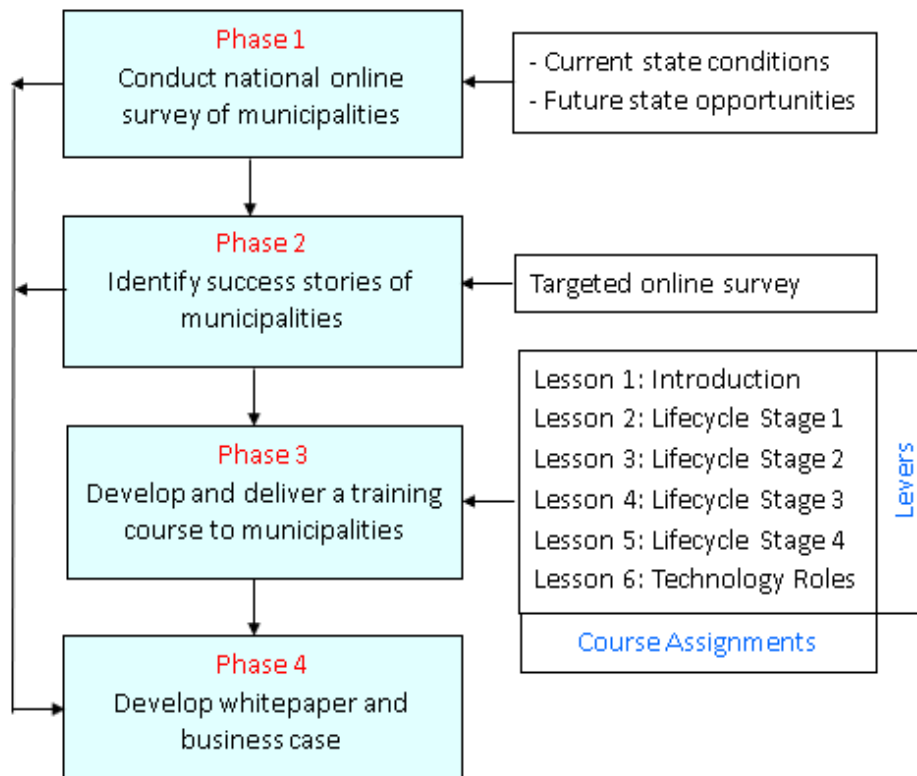 Phase 1
Conduct national online
survey of municipalities
- Current state conditions
- Future state opportunities
Phase 2
Identify success stories of
municipalities
Targeted online survey
Phase 3
Develop and deliver a training
course to municipalities
Lesson 1: Introduction
Lesson 2: Lifecycle Stage 1
Lesson 3: Lifecycle Stage 2
Lesson 4: Lifecycle Stage 3
Lesson 5: Lifecycle Stage 4
Lesson 6: Technology Roles
Levers
Course Assignments
Phase 4
Develop whitepaper and
business case